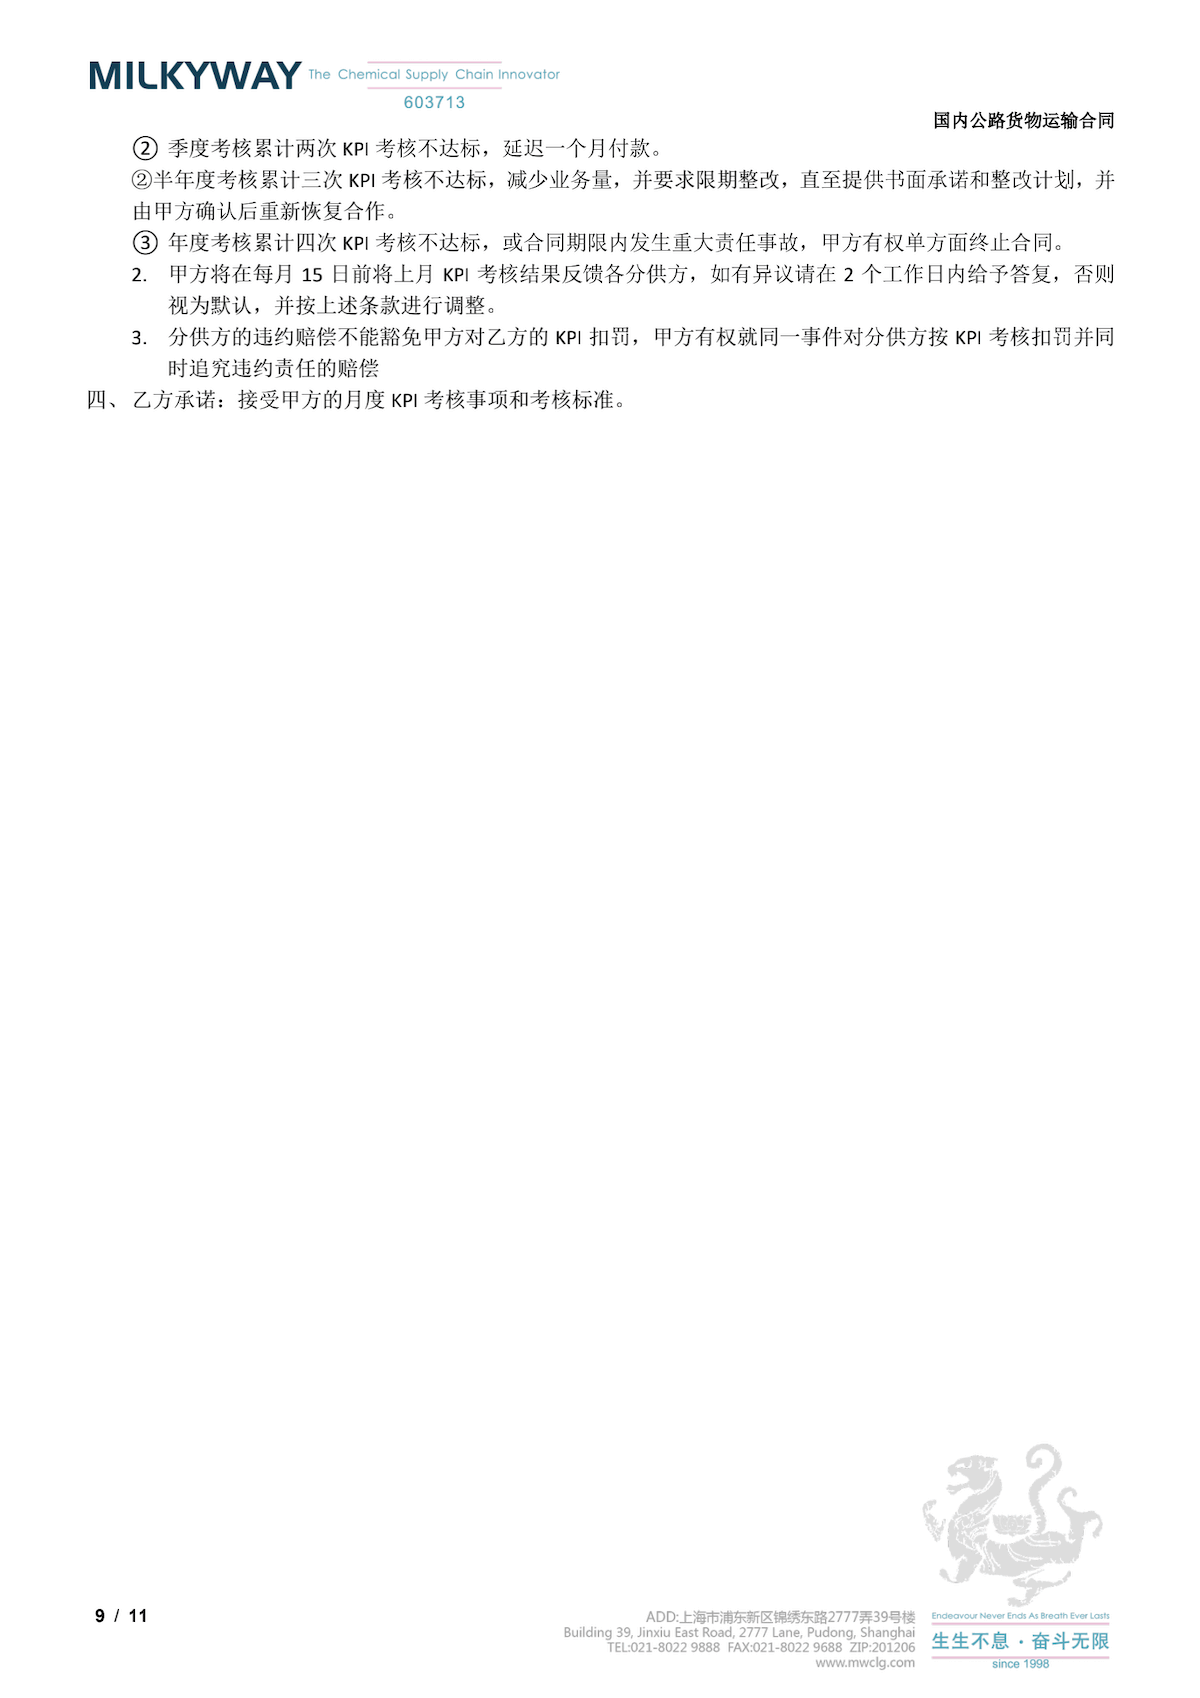 MILKYWAY The Chemical Supply Chain Innovator
603713
国内公路货物运输合同
② 季度考核累计两次 KPI 考核不达标，延迟一个月付款。
②半年度考核累计三次 KPI 考核不达标，减少业务量，并要求限期整改，直至提供书面承诺和整改计划，并
由甲方确认后重新恢复合作。
③ 年度考核累计四次 KPI 考核不达标，或合同期限内发生重大责任事故，甲方有权单方面终止合同。
2. 甲方将在每月 15 日前将上月 KPI 考核结果反馈各分供方，如有异议请在 2 个工作日内给予答复，否则
视为默认，并按上述条款进行调整。
3. 分供方的违约赔偿不能豁免甲方对乙方的 KPI 扣罚，甲方有权就同一事件对分供方按 KPI 考核扣罚并同
时追究违约责任的赔偿
四、 乙方承诺：接受甲方的月度 KPI 考核事项和考核标准。
9 / 11
ADD:上海市浦东新区锦绣东路2777弄39号楼
Building 39, Jinxiu East Road, 2777 Lane, Pudong, Shanghai
TEL:021-8022 9888 FAX:021-8022 9688 ZIP:201206
www.mwclg.com
Endeavour Never Ends As Breath Ever Lasts
生生不息·奋斗无限
since 1998